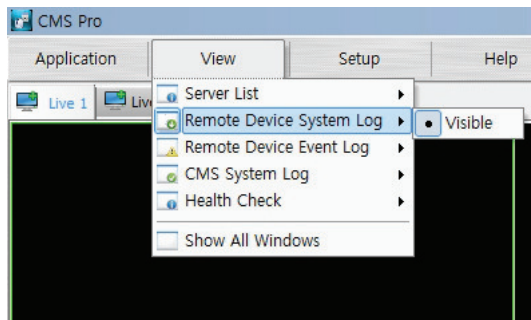 CMS Pro
Application View Setup Help
Live 1 Liv
Server List
Remote Device System Log Visible
Remote Device Event Log
CMS System Log
Health Check
Show All Windows